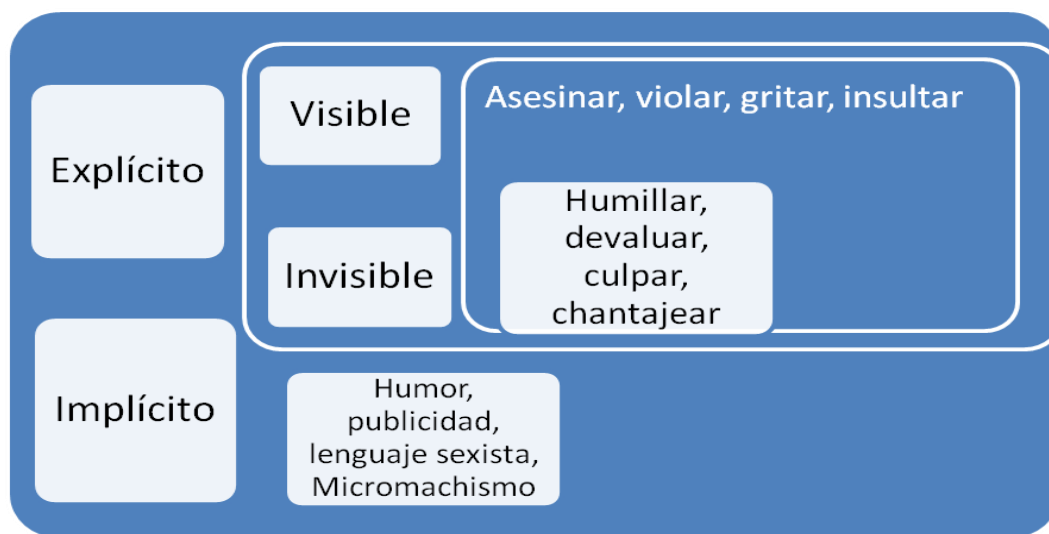 Explícito
Visible
Asesinar, violar, gritar, insultar
Invisible
Humillar,
devaluar,
culpar,
chantajear
Implícito
Humor,
publicidad,
lenguaje sexista,
Micromachismo